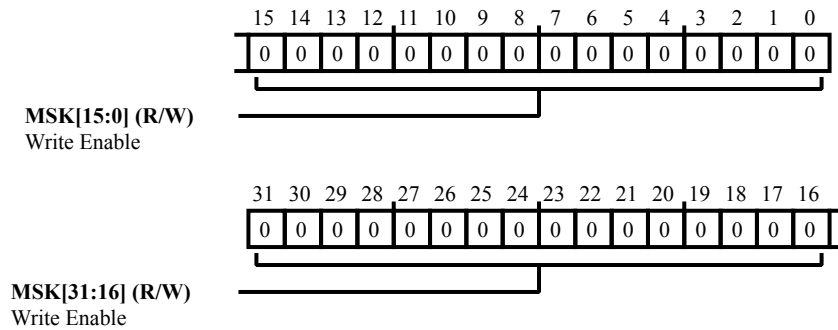 15 14 13 12 11 10 9 8 7 6 5 4 3 2 1 0
0 0 0 0 0 0 0 0 0 0 0 0 0 0 0 0
MSK[15:0] (R/W)
Write Enable
31 30 29 28 27 26 25 24 23 22 21 20 19 18 17 16
0 0 0 0 0 0 0 0 0 0 0 0 0 0 0 0
MSK[31:16] (R/W)
Write Enable